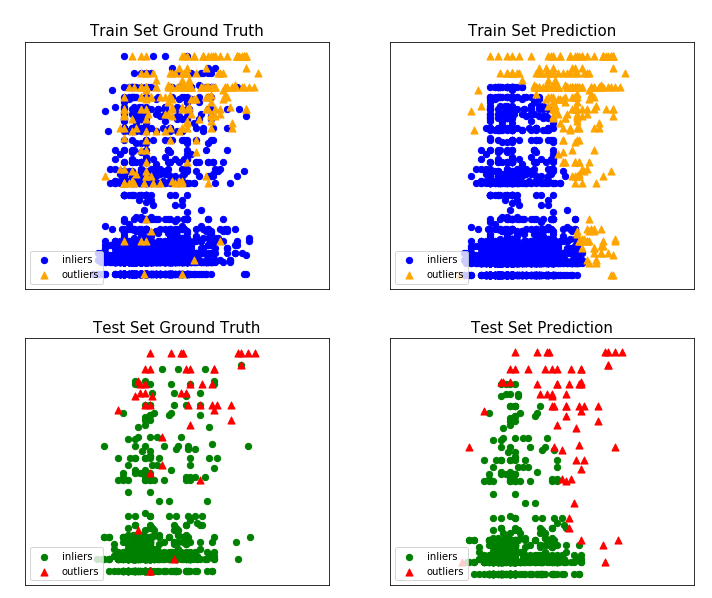 Train Set Ground Truth
Train Set Prediction
inliers
outliers
inliers
outliers
Test Set Ground Truth
Test Set Prediction
inliers
outliers
inliers
outliers